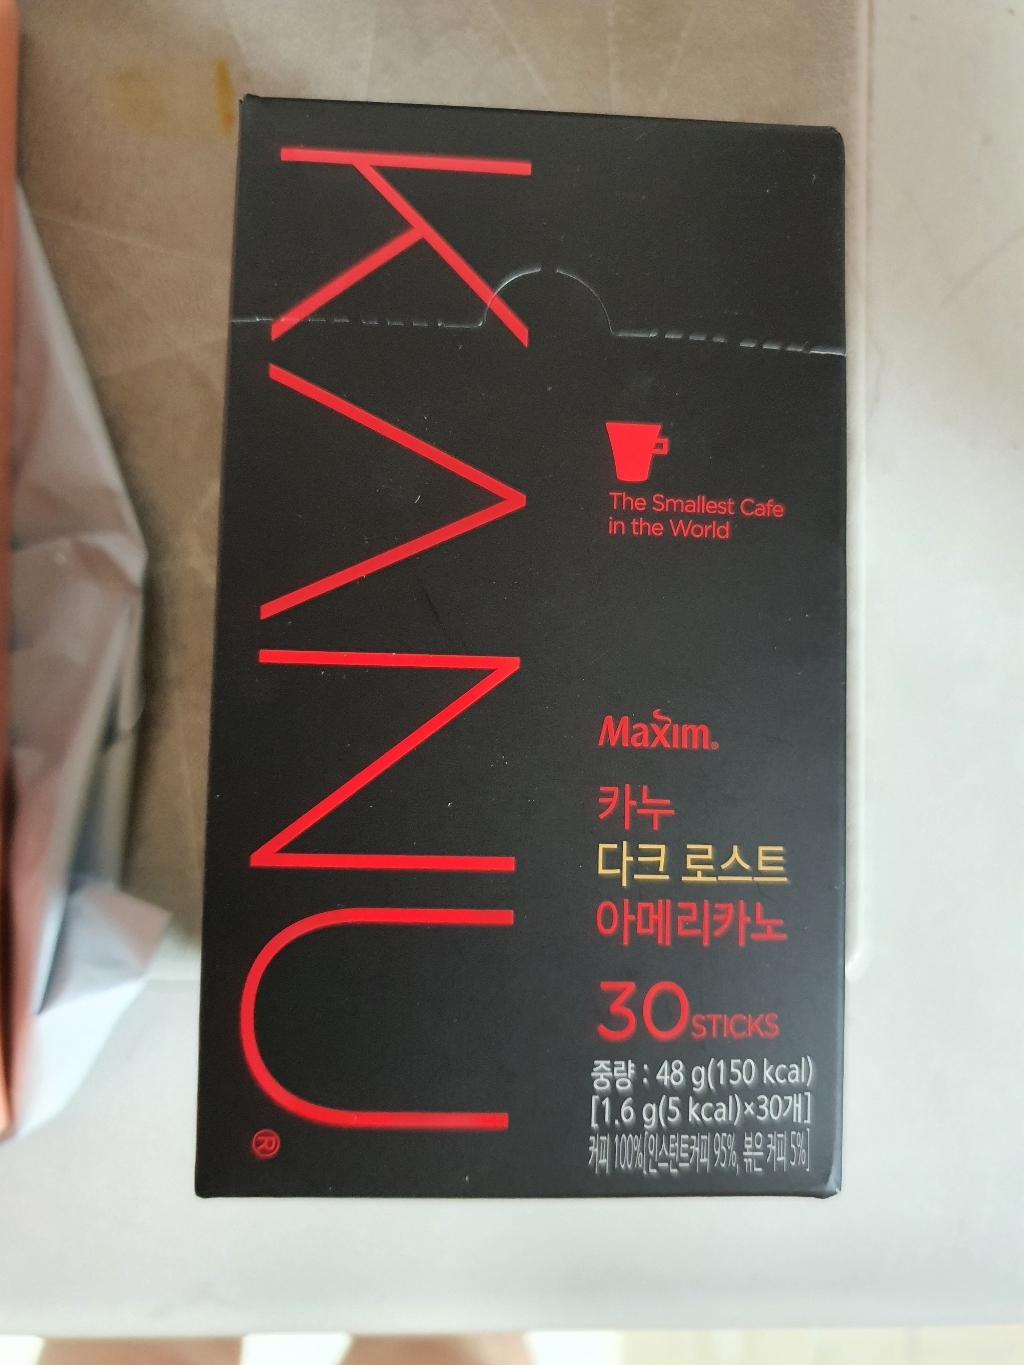 KANU®
The Smallest Cafe
in the World
Maxim®
카누
다크 로스트
아메리카노
30 STICKS
중량 : 48 g(150 kcal)
[1.6 g(5 kcal)×30개]
커피 100%[인스턴트커피 95%, 볶은 커피 5%]